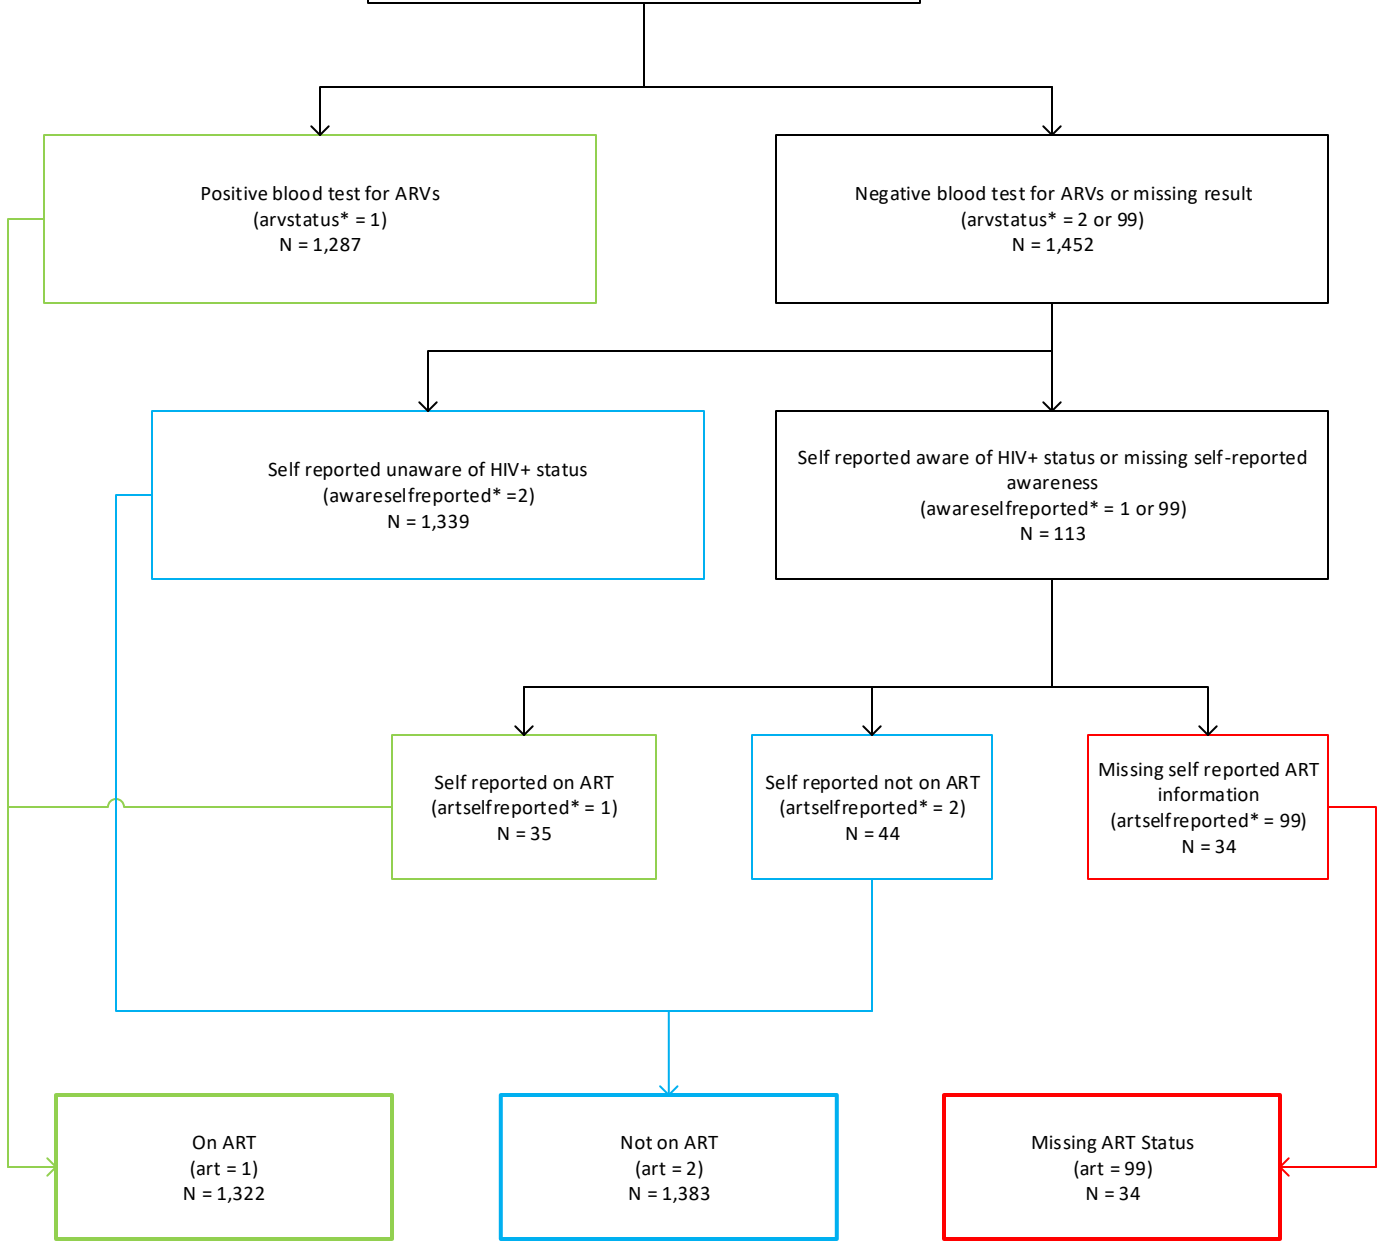 Positive blood test for ARVs
(arvstatus* = 1)
N = 1,287
Negative blood test for ARVs or missing result
(arvstatus* = 2 or 99)
N = 1,452
Self reported unaware of HIV+ status
(awareselfreported* =2)
N = 1,339
Self reported aware of HIV+ status or missing self-reported
awareness
(awareselfreported* = 1 or 99)
N = 113
Self reported on ART
(artselfreported* = 1)
N = 35
Self reported not on ART
(artselfreported* = 2)
N = 44
Missing self reported ART
information
(artselfreported* = 99)
N = 34
On ART
(art = 1)
N = 1,322
Not on ART
(art = 2)
N = 1,383
Missing ART Status
(art = 99)
N = 34